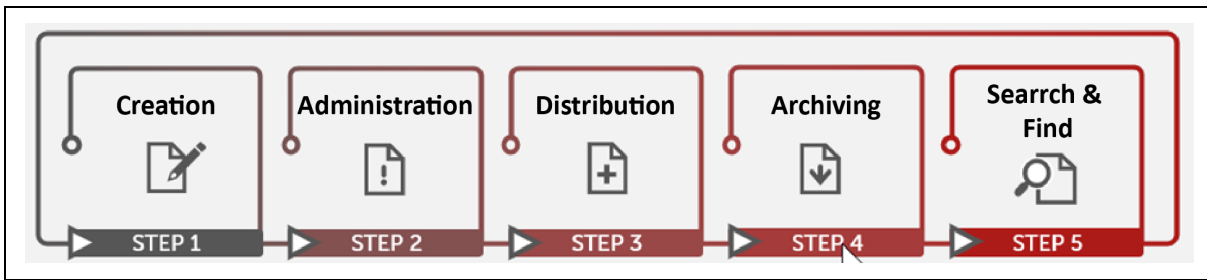 Creation
STEP 1
Administration
STEP 2
Distribution
STEP 3
Archiving
STEP 4
Searrch &
Find
STEP 5